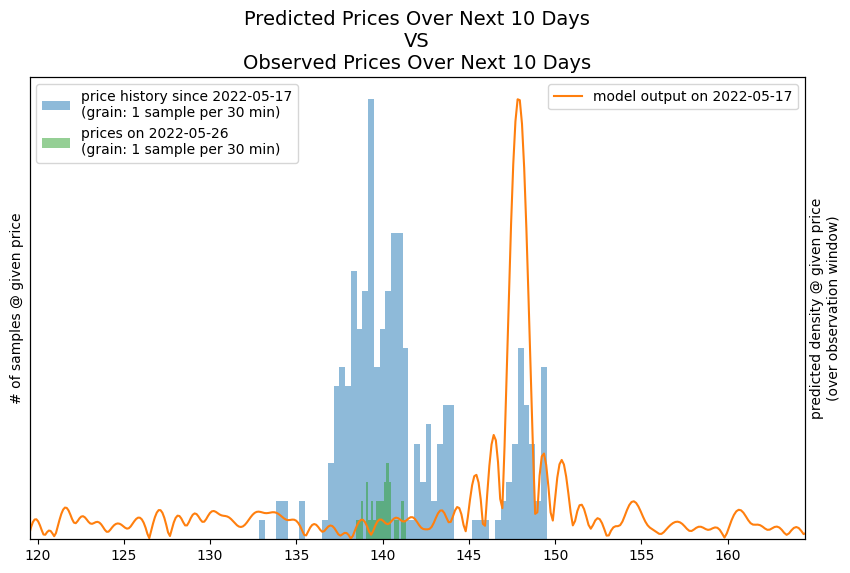 Predicted Prices Over Next 10 Days
VS
Observed Prices Over Next 10 Days
price history since 2022-05-17
(grain: 1 sample per 30 min)
prices on 2022-05-26
(grain: 1 sample per 30 min)
model output on 2022-05-17
# of samples @ given price
predicted density @ given price
(over observation window)
120 125 130 135 140 145 150 155 160